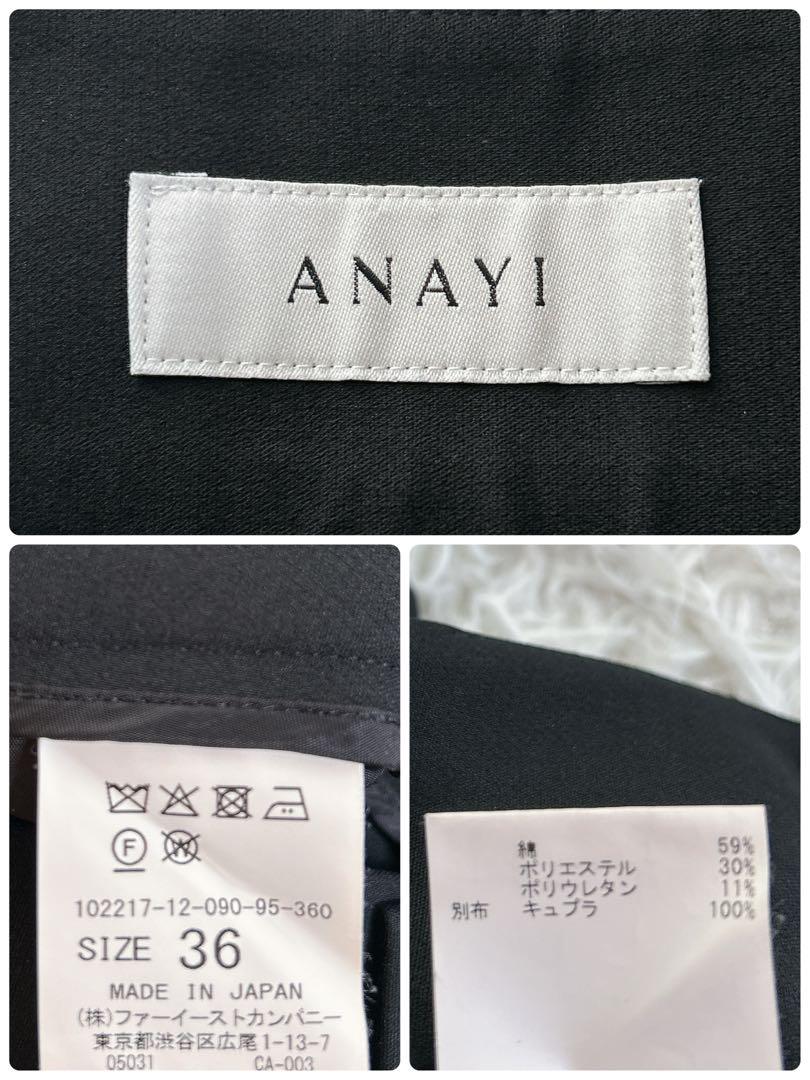 ANAYI
F W
102217-12-090-95-360
SIZE 36
MADE IN JAPAN
(株)ファーイーストカンパニー
東京都渋谷区広尾1-13-7
05031 CA-003
綿 59%
ポリエステル 30%
ポリウレタン 11%
別布 キュプラ 100%